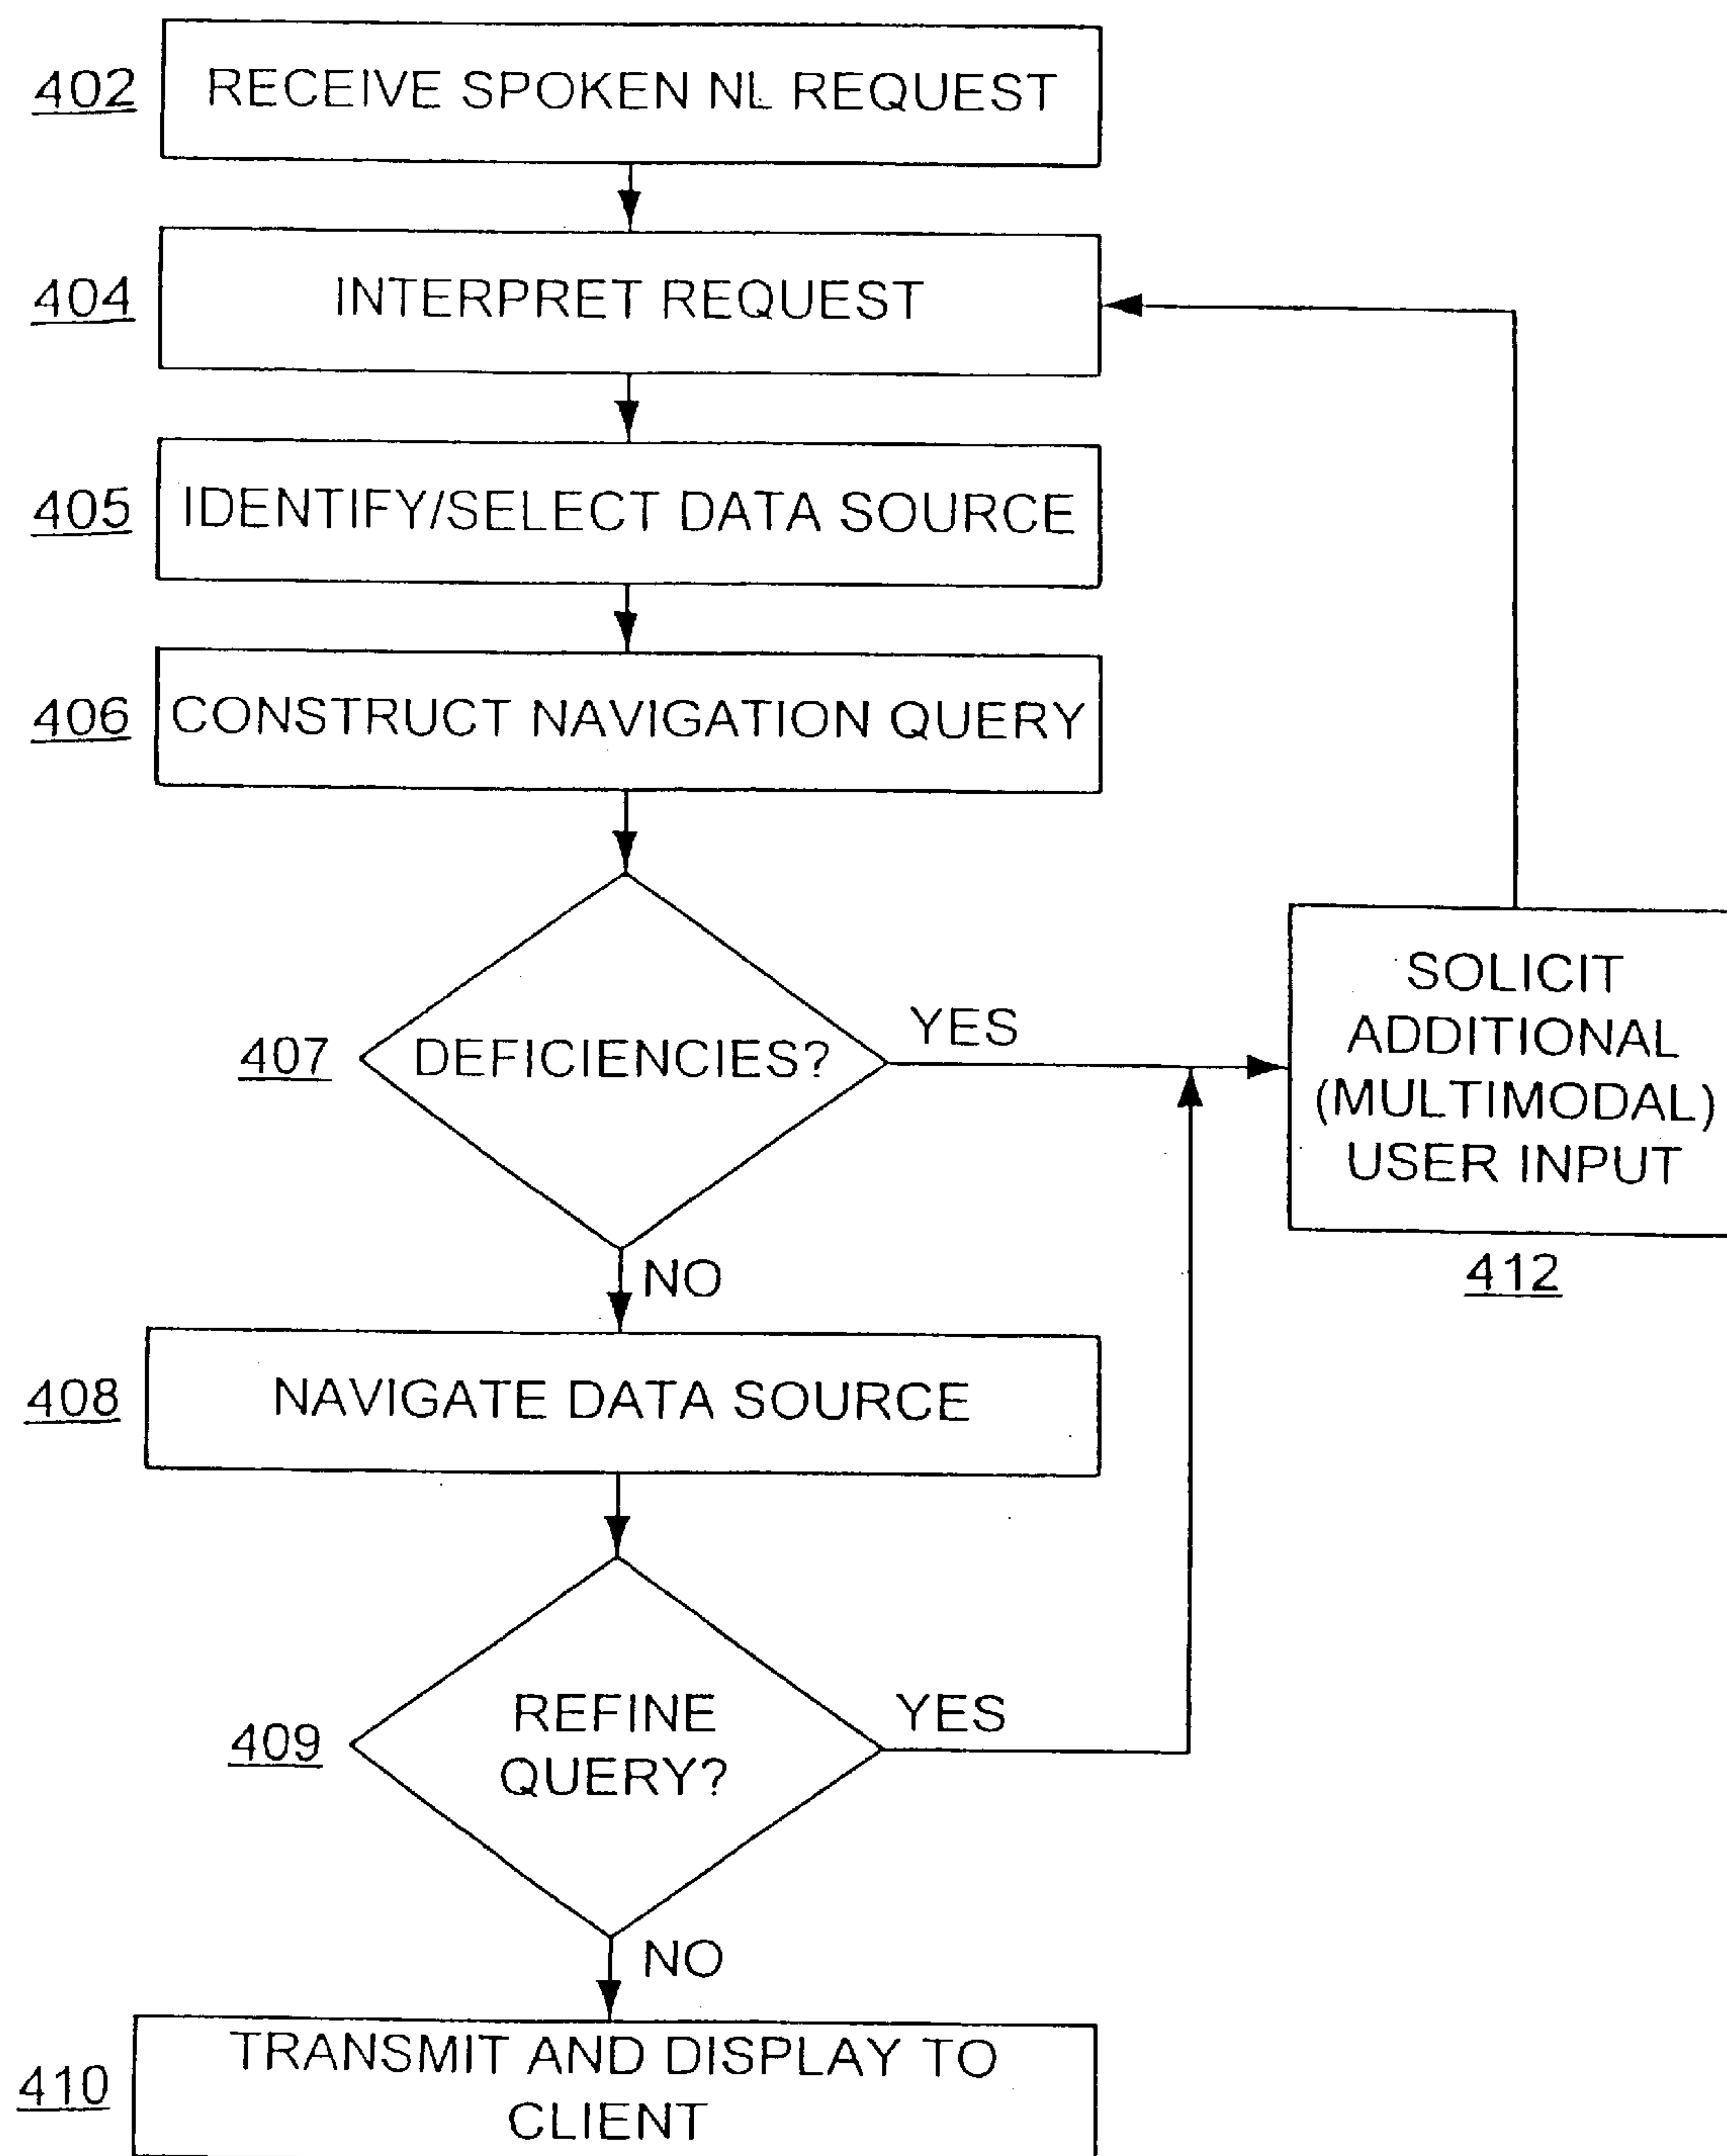 402
RECEIVE SPOKEN NL REQUEST
404
INTERPRET REQUEST
405
IDENTIFY/SELECT DATA SOURCE
406
CONSTRUCT NAVIGATION QUERY
407
DEFICIENCIES?
YES
SOLICIT
ADDITIONAL
(MULTIMODAL)
USER INPUT
412
NO
408
NAVIGATE DATA SOURCE
409
REFINE
QUERY?
YES
NO
410
TRANSMIT AND DISPLAY TO
CLIENT